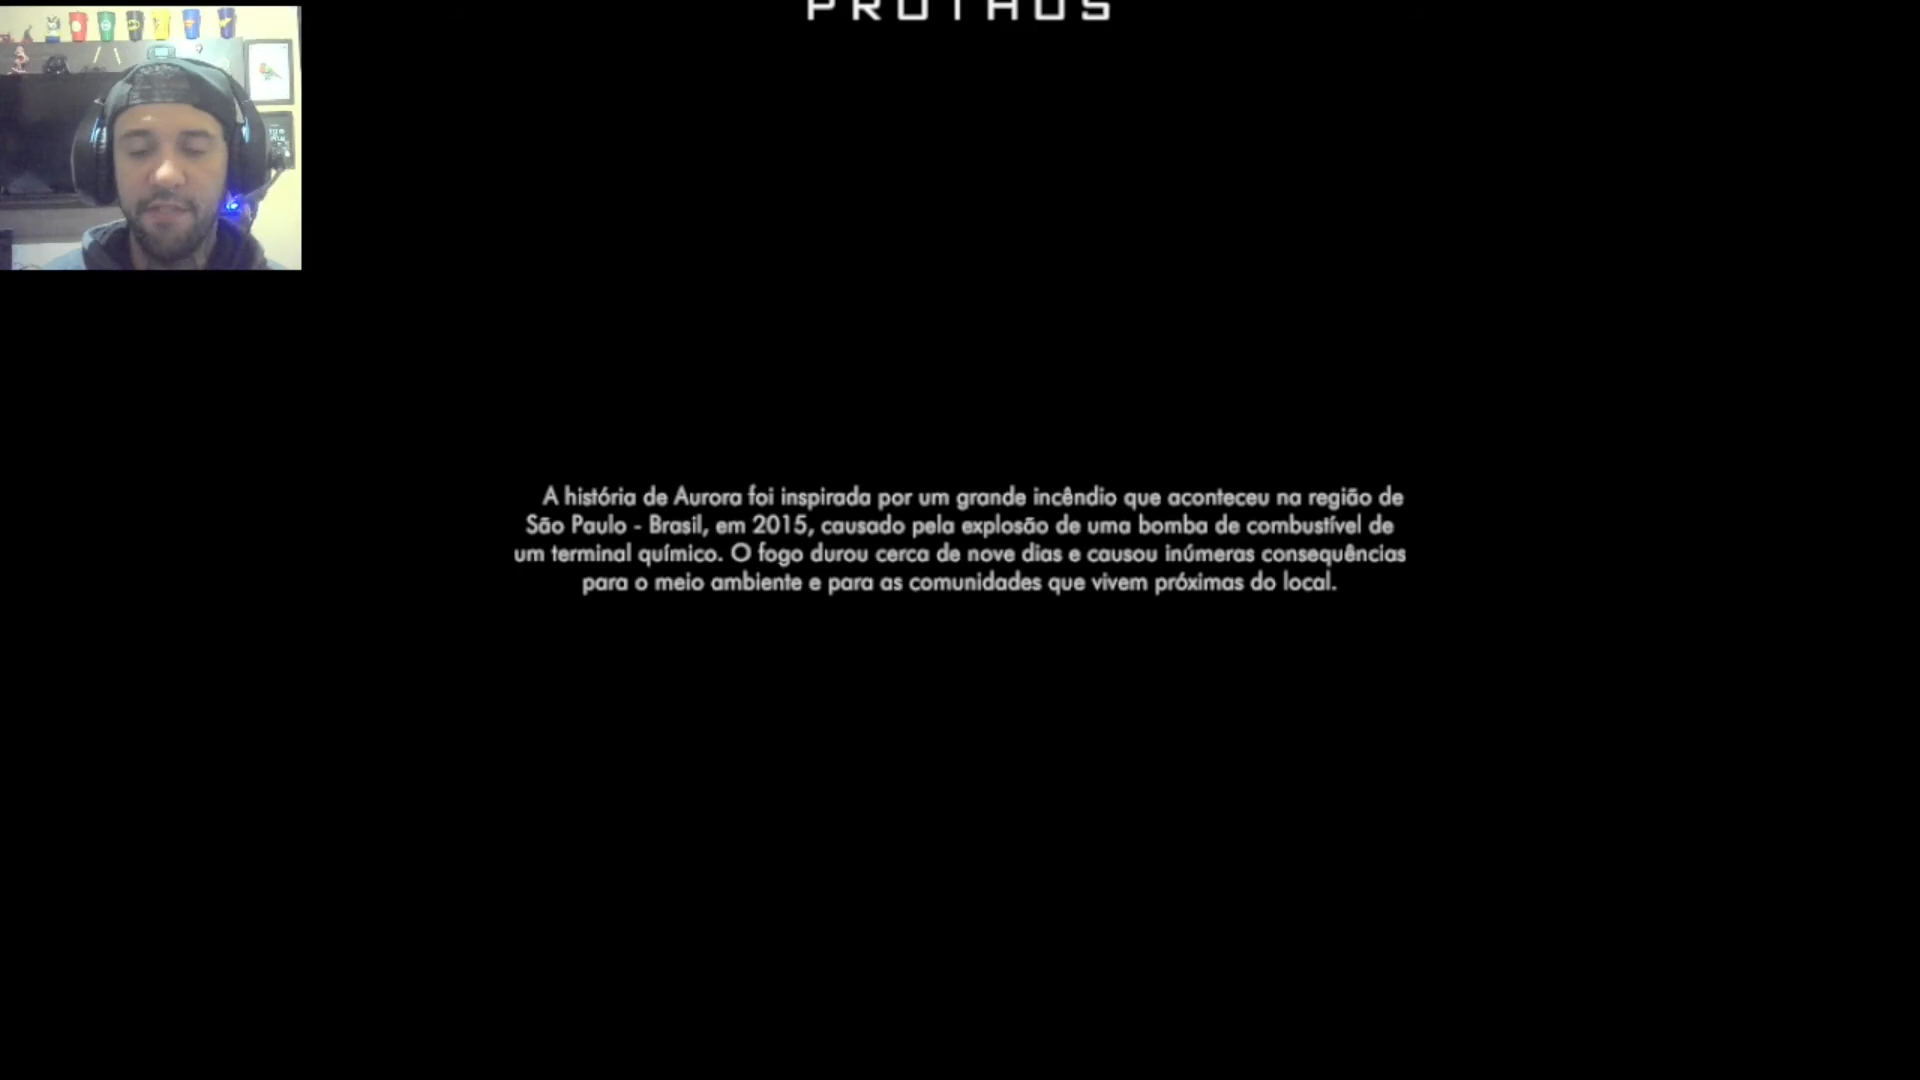 PROTHUS
A história de Aurora foi inspirada por um grande incêndio que aconteceu na região de
São Paulo - Brasil, em 2015, causado pela explosão de uma bomba de combustível de
um terminal químico. O fogo durou cerca de nove dias e causou inúmeras consequências
para o meio ambiente e para as comunidades que vivem próximas do local.